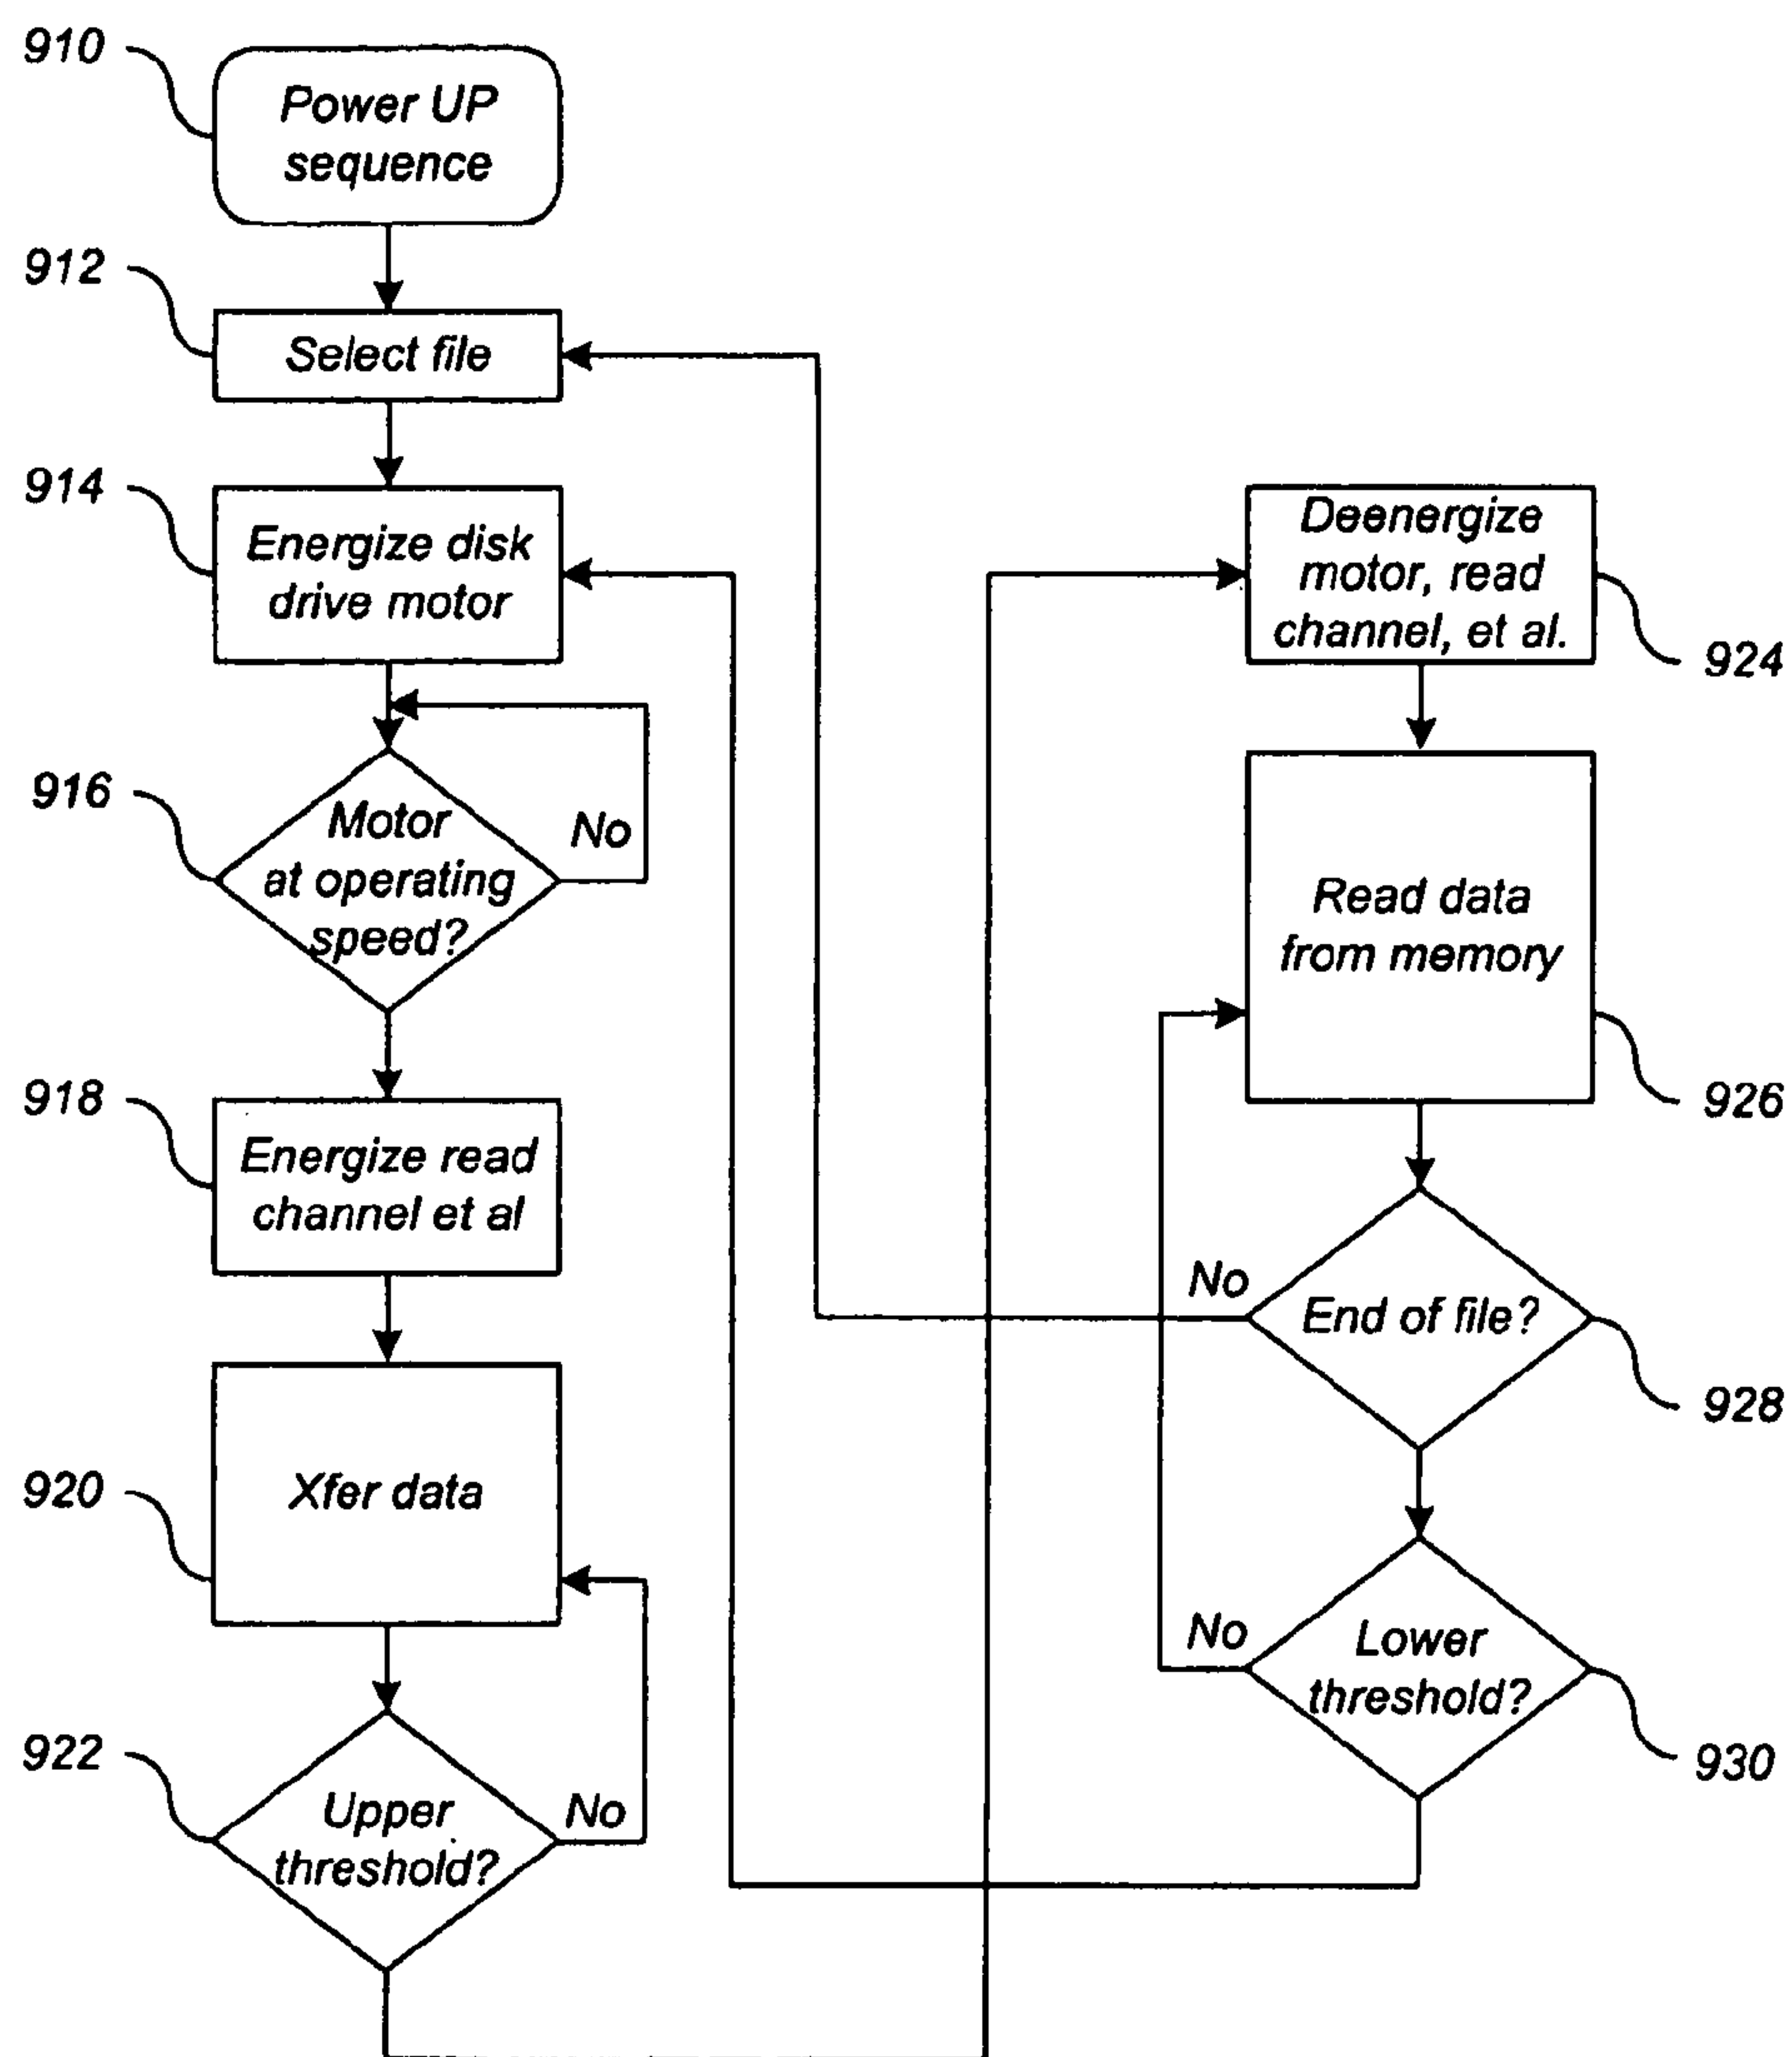 910
Power UP
sequence
912
Select file
914
Energize disk
drive motor
916
Motor
at operating
speed?
No
918
Energize read
channel et al
920
Xfer data
922
Upper
threshold?
No
Deenergize
motor, read
channel, et al.
924
Read data
from memory
926
No
End of file?
928
No
Lower
threshold?
930